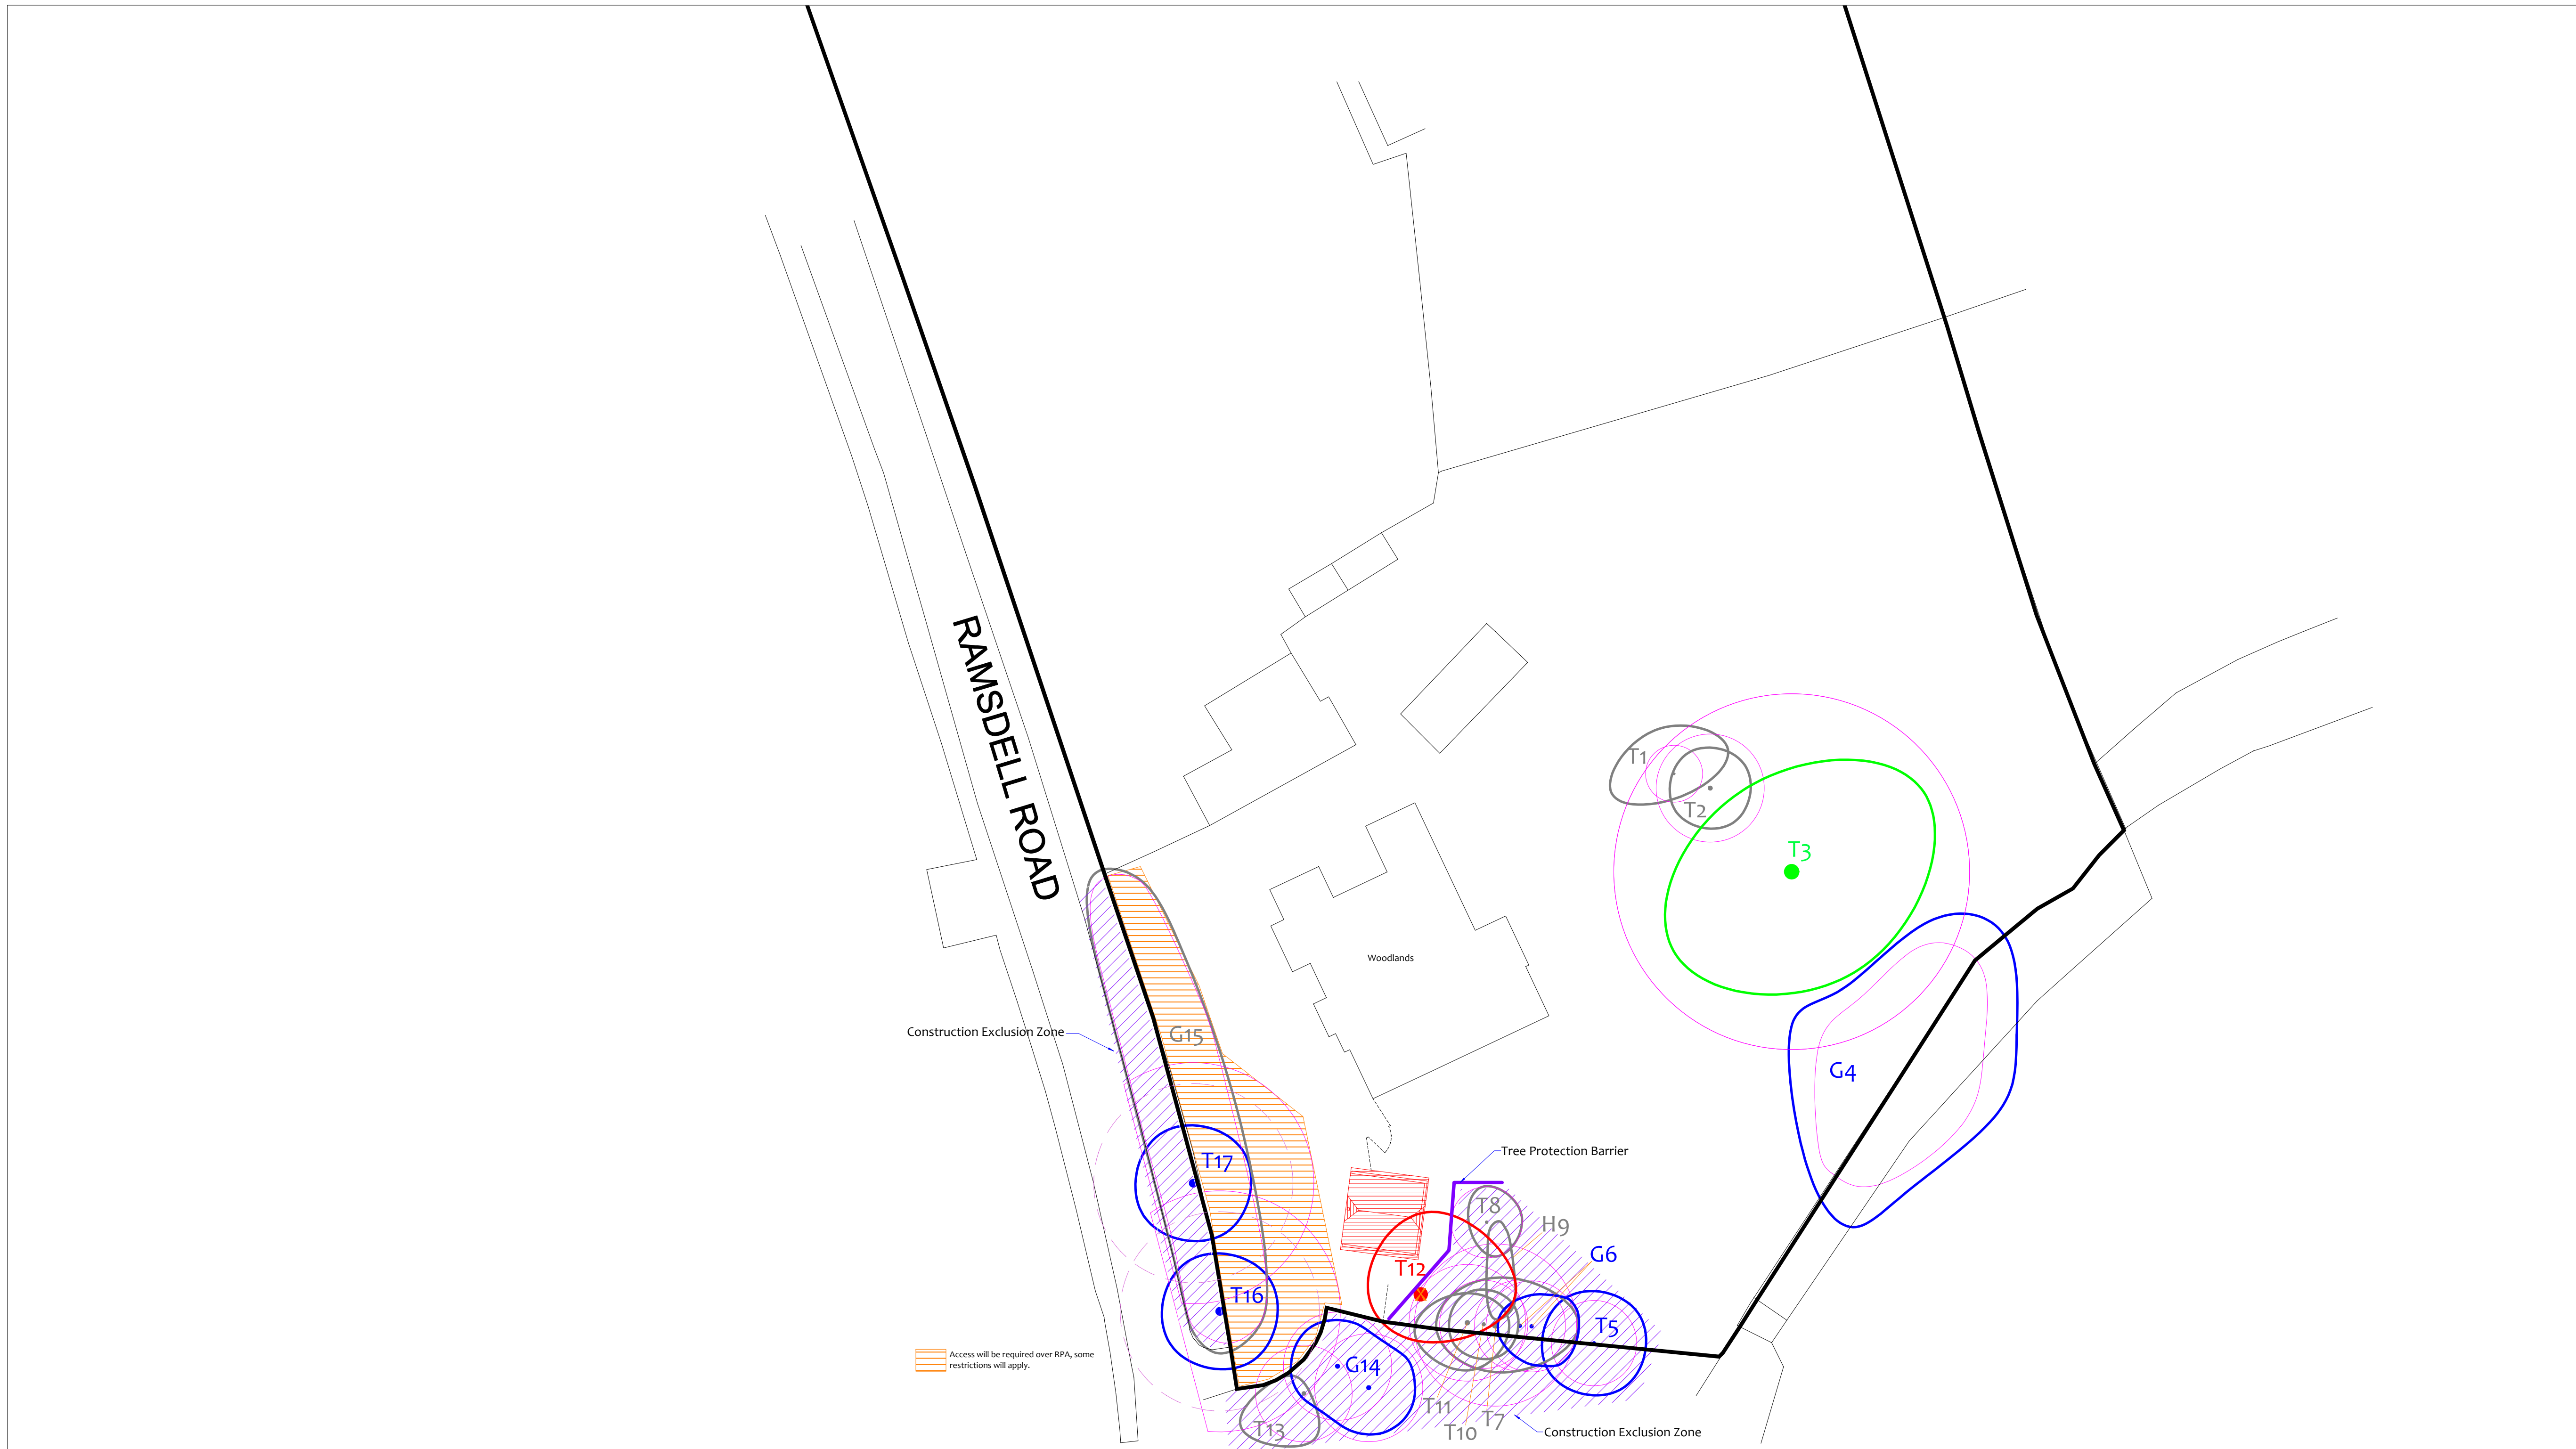 RAMSDELL ROAD
T1
T2
T3
Woodlands
Construction Exclusion Zone
G15
G4
Tree Protection Barrier
T17
T8
H9
G6
T12
T16
T5
Access will be required over RPA, some
restrictions will apply.
G14
T11
T13
T10
T7
Construction Exclusion Zone